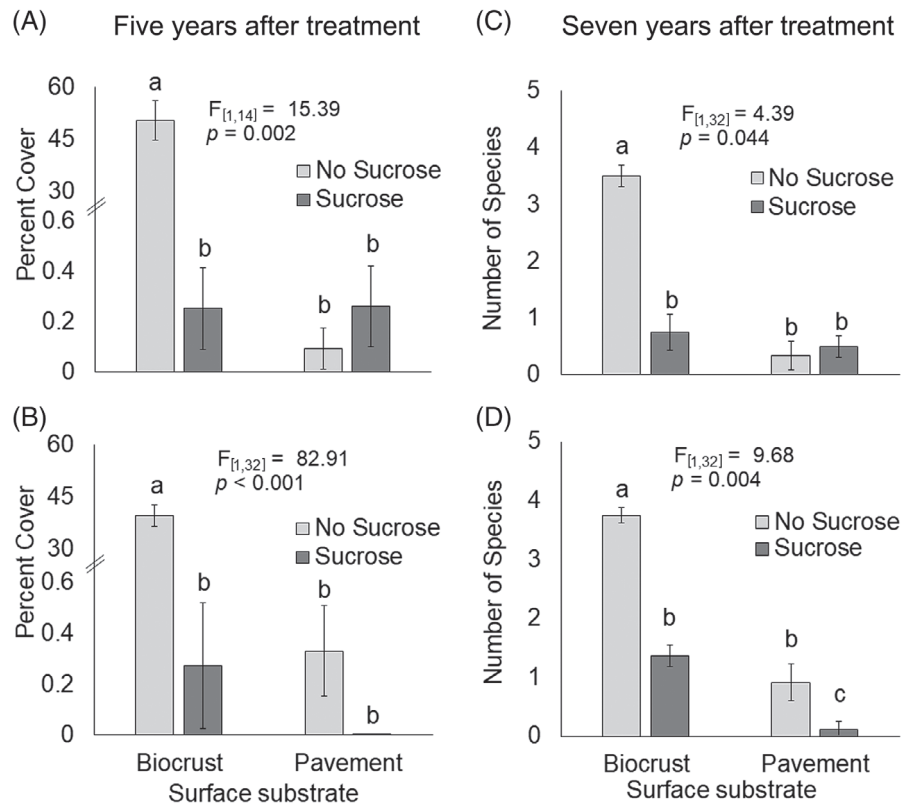 (A) Five years after treatment
Percent Cover
60
45
30
0.6
0.4
0.2
0
a
b
b
b
F[1,14] = 15.39
p = 0.002
No Sucrose
Sucrose
(C) Seven years after treatment
Number of Species
5
4
3
2
1
0
a
b
b
b
F[1,32] = 4.39
p = 0.044
No Sucrose
Sucrose
(B)
Percent Cover
60
45
30
0.6
0.4
0.2
0
a
b
b
b
F[1,32] = 82.91
p < 0.001
No Sucrose
Sucrose
Biocrust Pavement
Surface substrate
(D)
Number of Species
5
4
3
2
1
0
a
b
b
c
F[1,32] = 9.68
p = 0.004
No Sucrose
Sucrose
Biocrust Pavement
Surface substrate